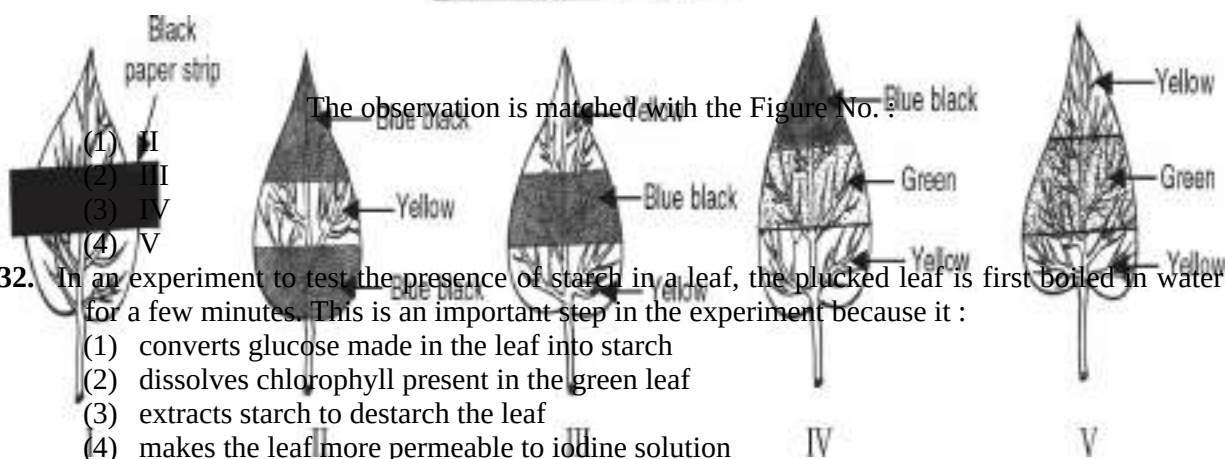 Black
paper strip
The observation is matched with the Figure No. :
Blue black
Yellow
Blue black
Yellow
(1) II
(2) III
(3) IV
(4) V
Yellow
Blue black
Green
Green
Blue black
Yellow
Yellow
Yellow
32. In an experiment to test the presence of starch in a leaf, the plucked leaf is first boiled in water
for a few minutes. This is an important step in the experiment because it :
(1) converts glucose made in the leaf into starch
(2) dissolves chlorophyll present in the green leaf
(3) extracts starch to destarch the leaf
(4) makes the leaf more permeable to iodine solution
I
II
III
IV
V